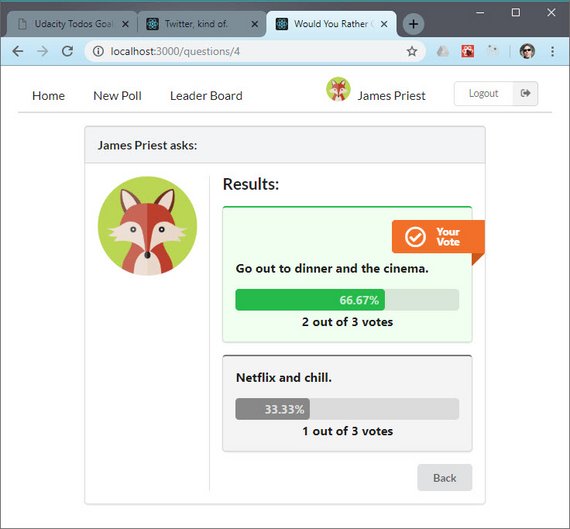 Udacity Todos Goal
Twitter, kind of.
Would You Rather
localhost:3000/questions/4
Home
New Poll
Leader Board
James Priest
Logout
James Priest asks:
Results:
Your
Vote
Go out to dinner and the cinema.
66.67%
2 out of 3 votes
Netflix and chill.
33.33%
1 out of 3 votes
Back